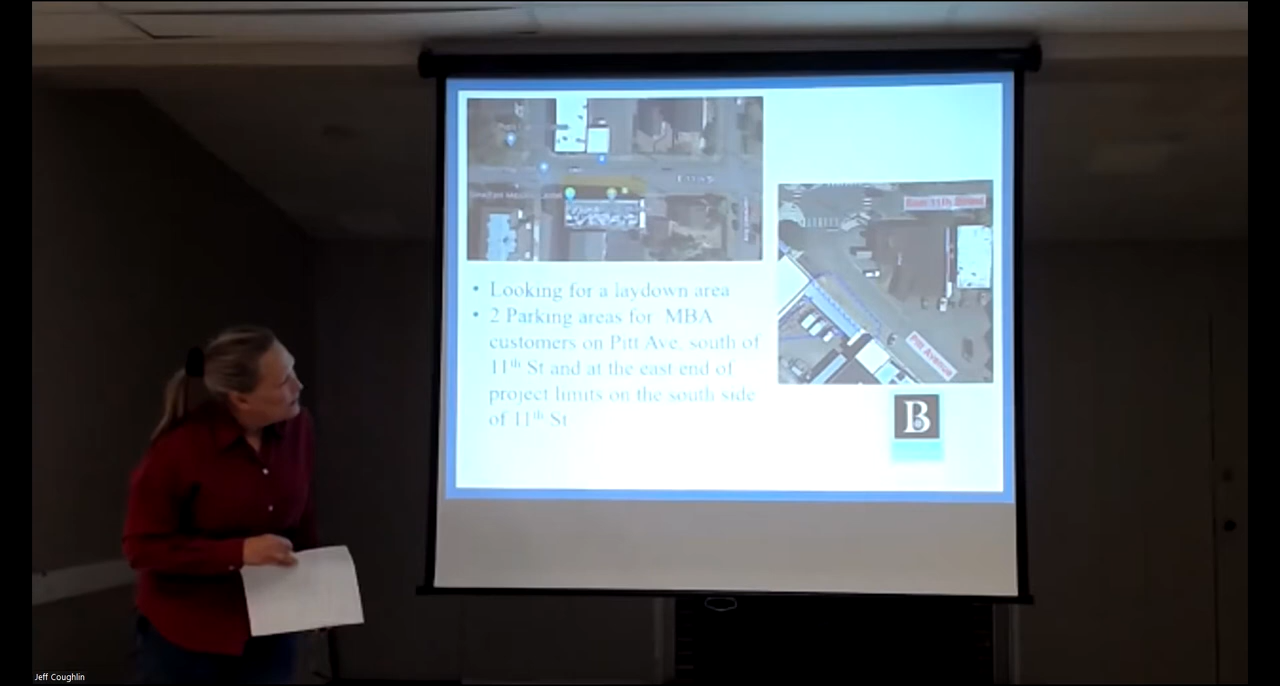 East 11th Street
Pitt Avenue
• Looking for a laydown area
• 2 Parking areas for MBA
customers on Pitt Ave, south of
11th St and at the east end of
project limits on the south side
of 11th St
B
Jeff Coughlin